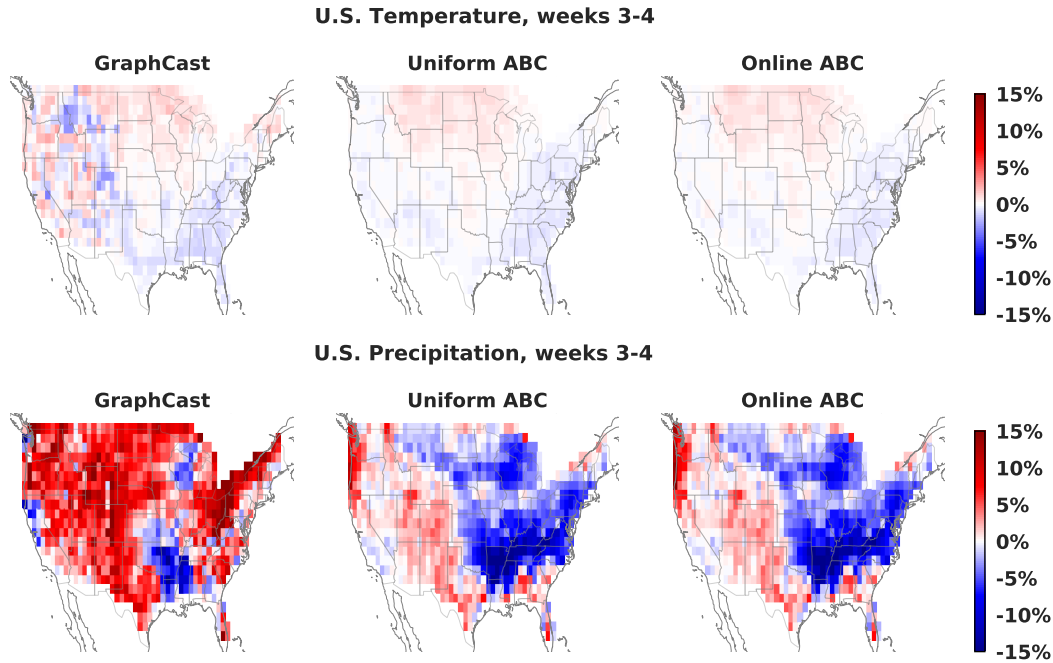 U.S. Temperature, weeks 3-4
GraphCast
Uniform ABC
Online ABC
15%
10%
5%
0%
-5%
-10%
-15%
U.S. Precipitation, weeks 3-4
GraphCast
Uniform ABC
Online ABC
15%
10%
5%
0%
-5%
-10%
-15%